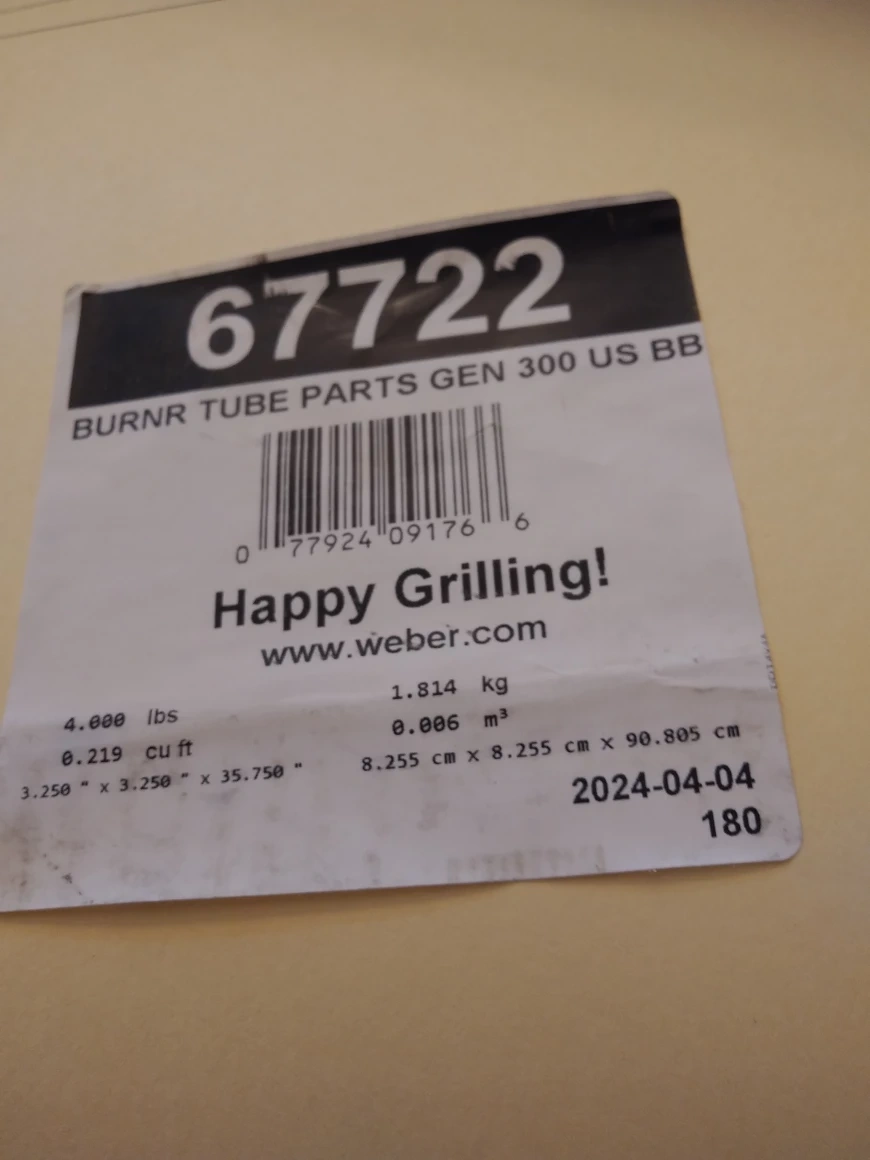 67722
BURNR TUBE PARTS GEN 300 US BB
0 77924 09176 6
Happy Grilling!
www.weber.com
4.000 lbs 1.814 kg
0.219 cu ft 0.006 m³
3.250 " x 3.250 " x 35.750 " 8.255 cm x 8.255 cm x 90.805 cm
2024-04-04
180